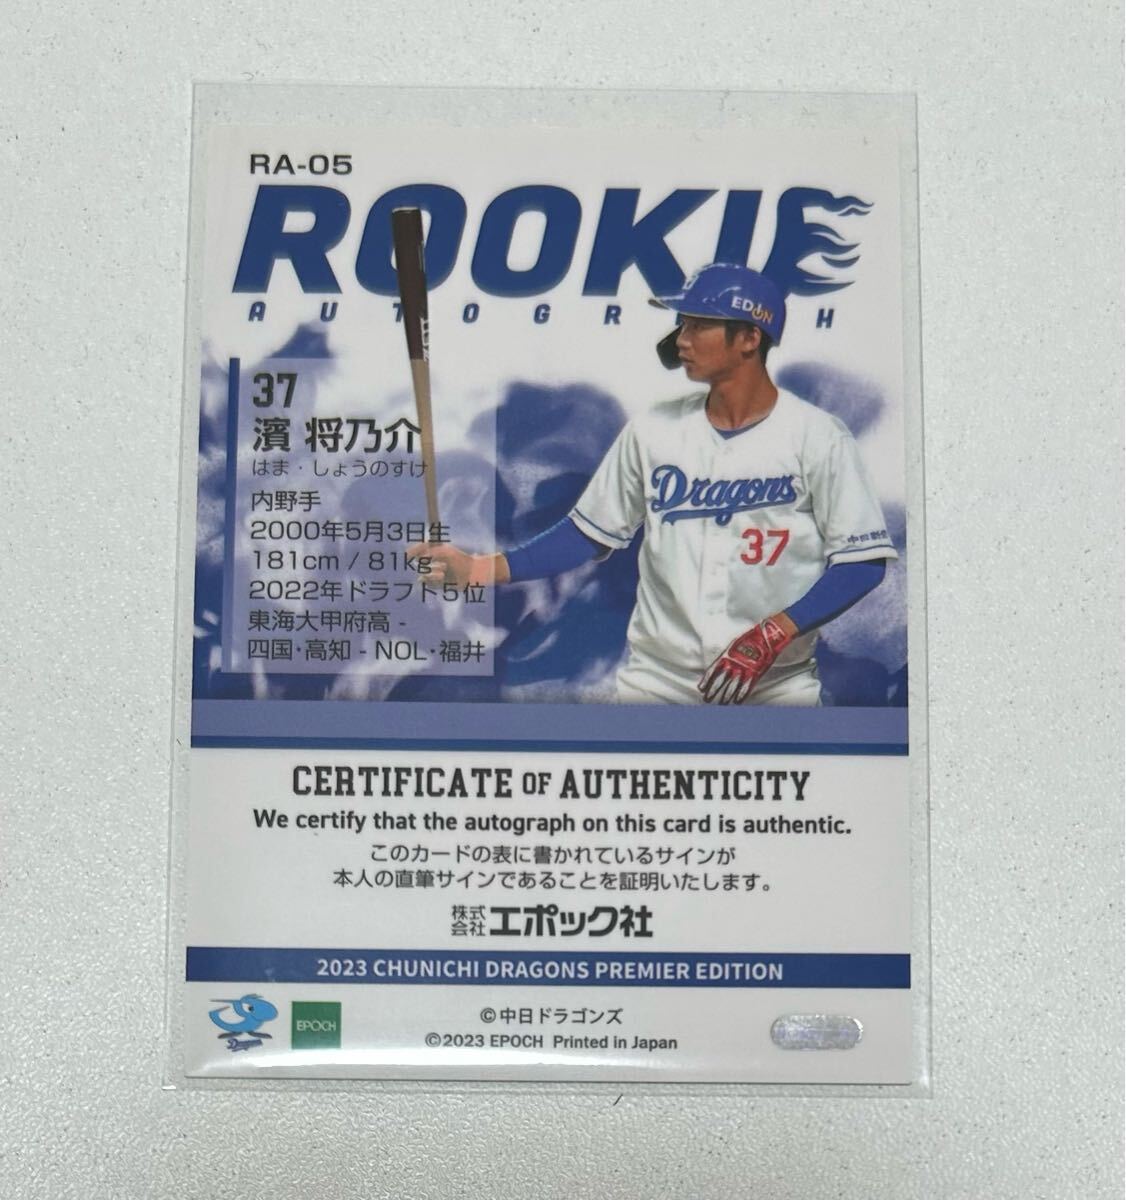 RA-05
ROOKIE
AUTOGR H
EDION
37
濱 将乃介
はま・しょうのすけ
内野手
2000年5月3日生
181cm / 81kg
2022年ドラフト5位
東海大甲府高 -
四国・高知 - NOL・福井
Dragons
37
CERTIFICATE OF AUTHENTICITY
We certify that the autograph on this card is authentic.
このカードの表に書かれているサインが
本人の直筆サインであることを証明いたします。
株式会社エポック社
2023 CHUNICHI DRAGONS PREMIER EDITION
Dragons
EPOCH
©中日ドラゴンズ
©2023 EPOCH Printed in Japan